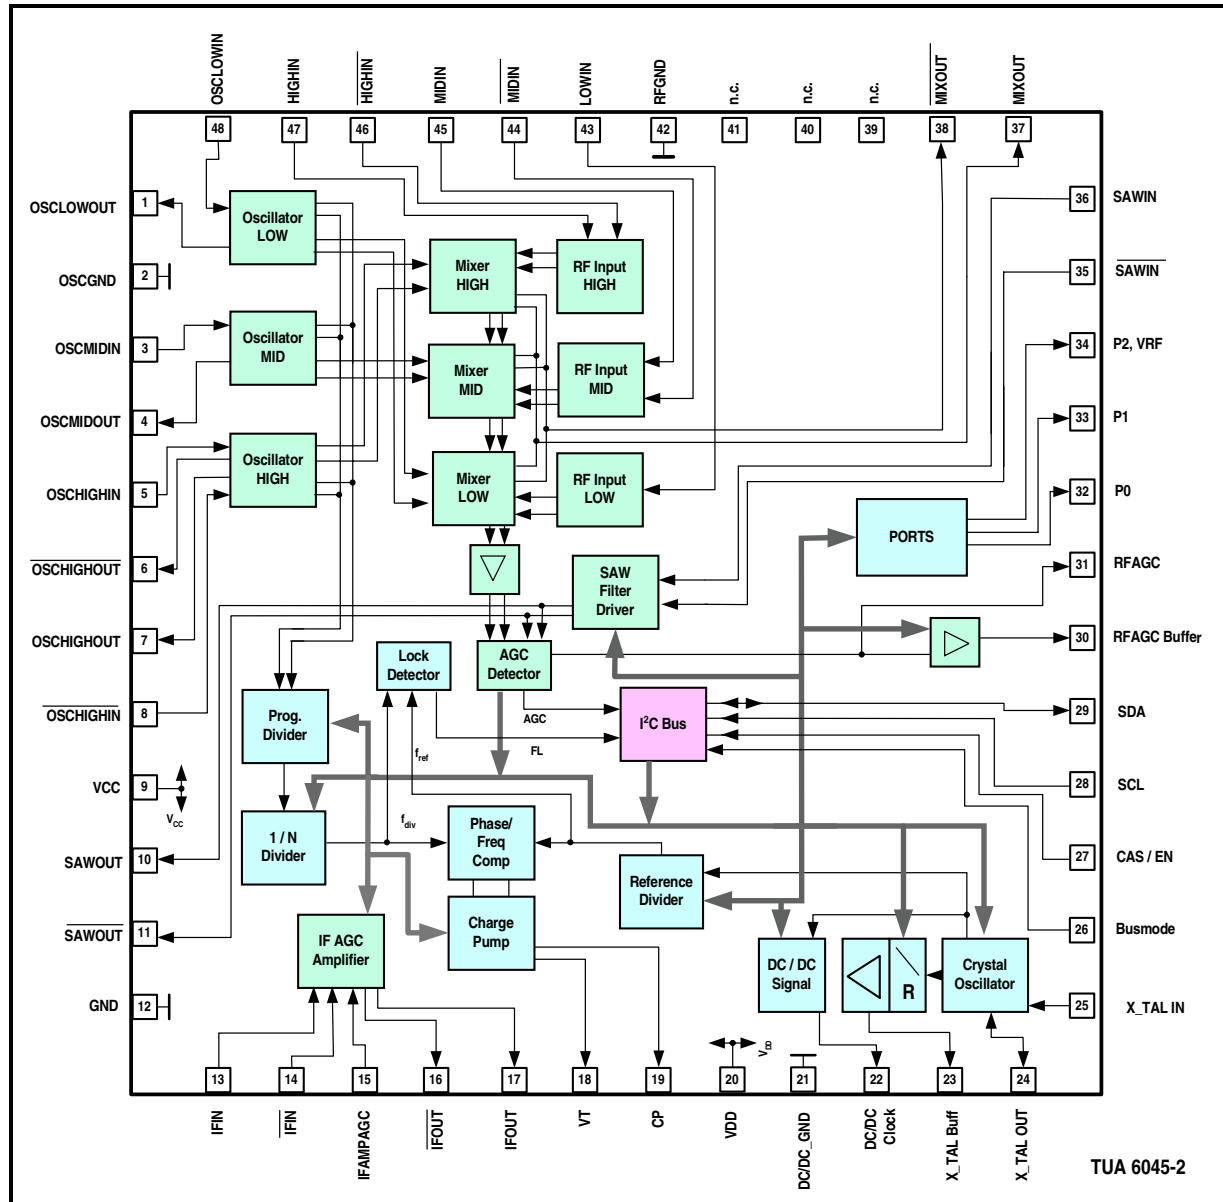 OSCLOWIN
HIGHIN
HIGHIN
MIDIN
MIDIN
LOWIN
RFGND
n.c.
n.c.
n.c.
MIXOUT
MIXOUT
48
47
46
45
44
43
42
41
40
39
38
37
OSCLOWOUT
1
OSCGND
2
OSCMIDIN
3
OSCMIDOUT
4
OSCHIGHIN
5
OSCHIGHOUT
6
OSCHIGHOUT
7
OSCHIGHIN
8
VCC
9
VCC
SAWOUT
10
SAWOUT
11
GND
12
Oscillator
LOW
Oscillator
MID
Oscillator
HIGH
Mixer
HIGH
RF Input
HIGH
Mixer
MID
RF Input
MID
Mixer
LOW
RF Input
LOW
SAW
Filter
Driver
PORTS
Lock
Detector
AGC
Detector
Prog.
Divider
I²C Bus
AGC
FL
fref
fdiv
1 / N
Divider
Phase/
Freq
Comp
Reference
Divider
Charge
Pump
IF AGC
Amplifier
DC / DC
Signal
R
Crystal
Oscillator
36
SAWIN
35
SAWIN
34
P2, VRF
33
P1
32
P0
31
RFAGC
30
RFAGC Buffer
29
SDA
28
SCL
27
CAS / EN
26
Busmode
25
X_TAL IN
VDD
13
14
15
16
17
18
19
20
21
22
23
24
IFIN
IFIN
IFAMPAGC
IFOUT
IFOUT
VT
CP
VDD
DC/DC_GND
DC/DC
Clock
X_TAL Buff
X_TAL OUT
TUA 6045-2